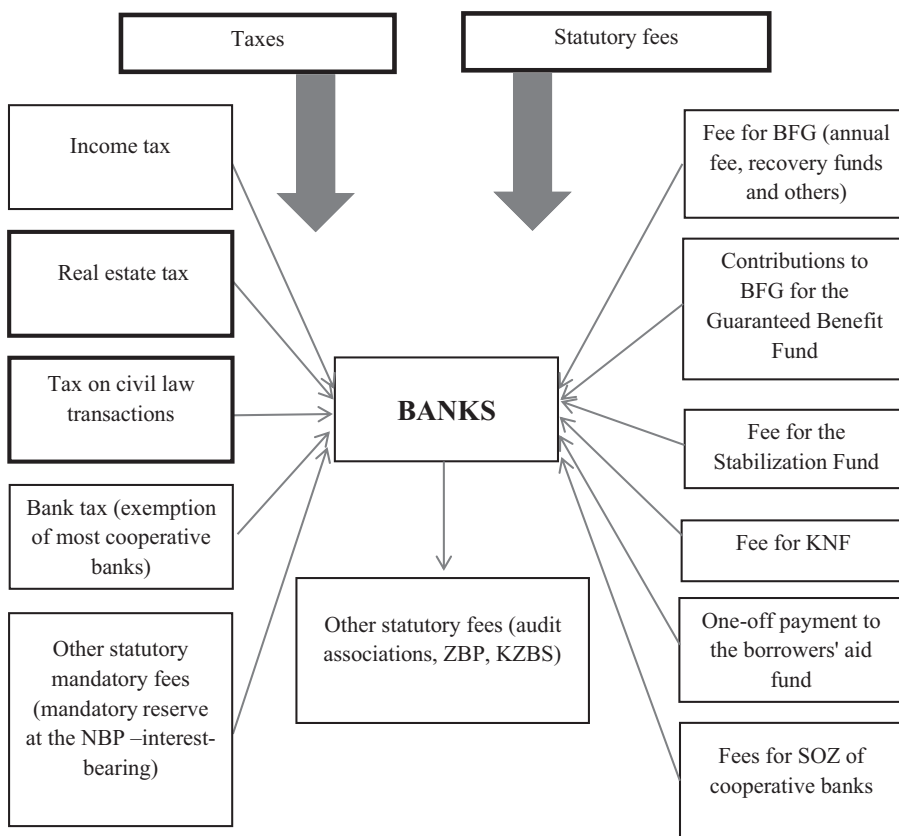 Taxes
Statutory fees
Income tax
Real estate tax
Tax on civil law
transactions
Bank tax (exemption
of most cooperative
banks)
Other statutory
mandatory fees
(mandatory reserve
at the NBP –interest-
bearing)
BANKS
Other statutory fees (audit
associations, ZBP, KZBS)
Fee for BFG (annual
fee, recovery funds
and others)
Contributions to
BFG for the
Guaranteed Benefit
Fund
Fee for the
Stabilization Fund
Fee for KNF
One-off payment to
the borrowers' aid
fund
Fees for SOZ of
cooperative banks